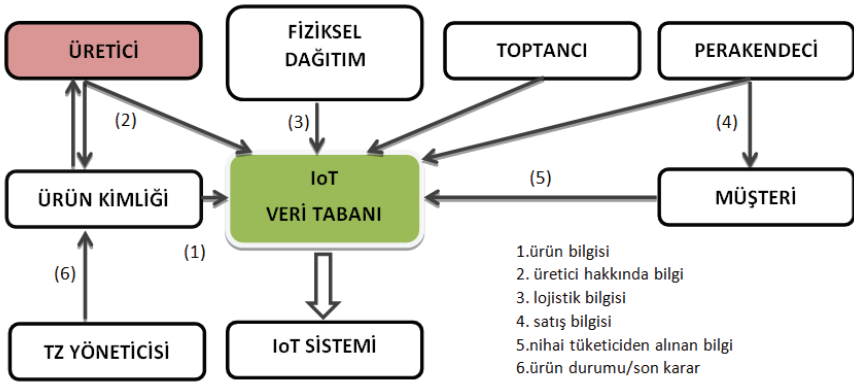 ÜRETİCİ
FİZİKSEL
DAĞITIM
TOPTANCI
PERAKENDECİ
(2)
(3)
(4)
ÜRÜN KİMLİĞİ
IoT
VERİ TABANI
(5)
MÜŞTERİ
(1)
(6)
TZ YÖNETİCİSİ
IoT SİSTEMİ
1.ürün bilgisi
2. üretici hakkında bilgi
3. lojistik bilgisi
4. satış bilgisi
5.nihai tüketiciden alınan bilgi
6.ürün durumu/son karar